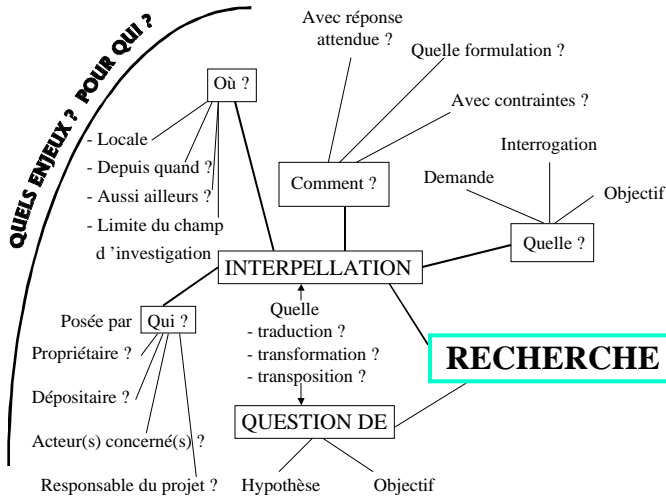 QUELS ENJEUX ? POUR QUI ?
Avec réponse
attendue ?
Quelle formulation ?
Avec contraintes ?
Où ?
- Locale
- Depuis quand ?
- Aussi ailleurs ?
- Limite du champ
d ’investigation
Comment ?
Interrogation
Demande
Objectif
Quelle ?
INTERPELLATION
Posée par
Qui ?
Propriétaire ?
Dépositaire ?
Acteur(s) concerné(s) ?
Responsable du projet ?
Quelle
- traduction ?
- transformation ?
- transposition ?
RECHERCHE
QUESTION DE
Hypothèse
Objectif